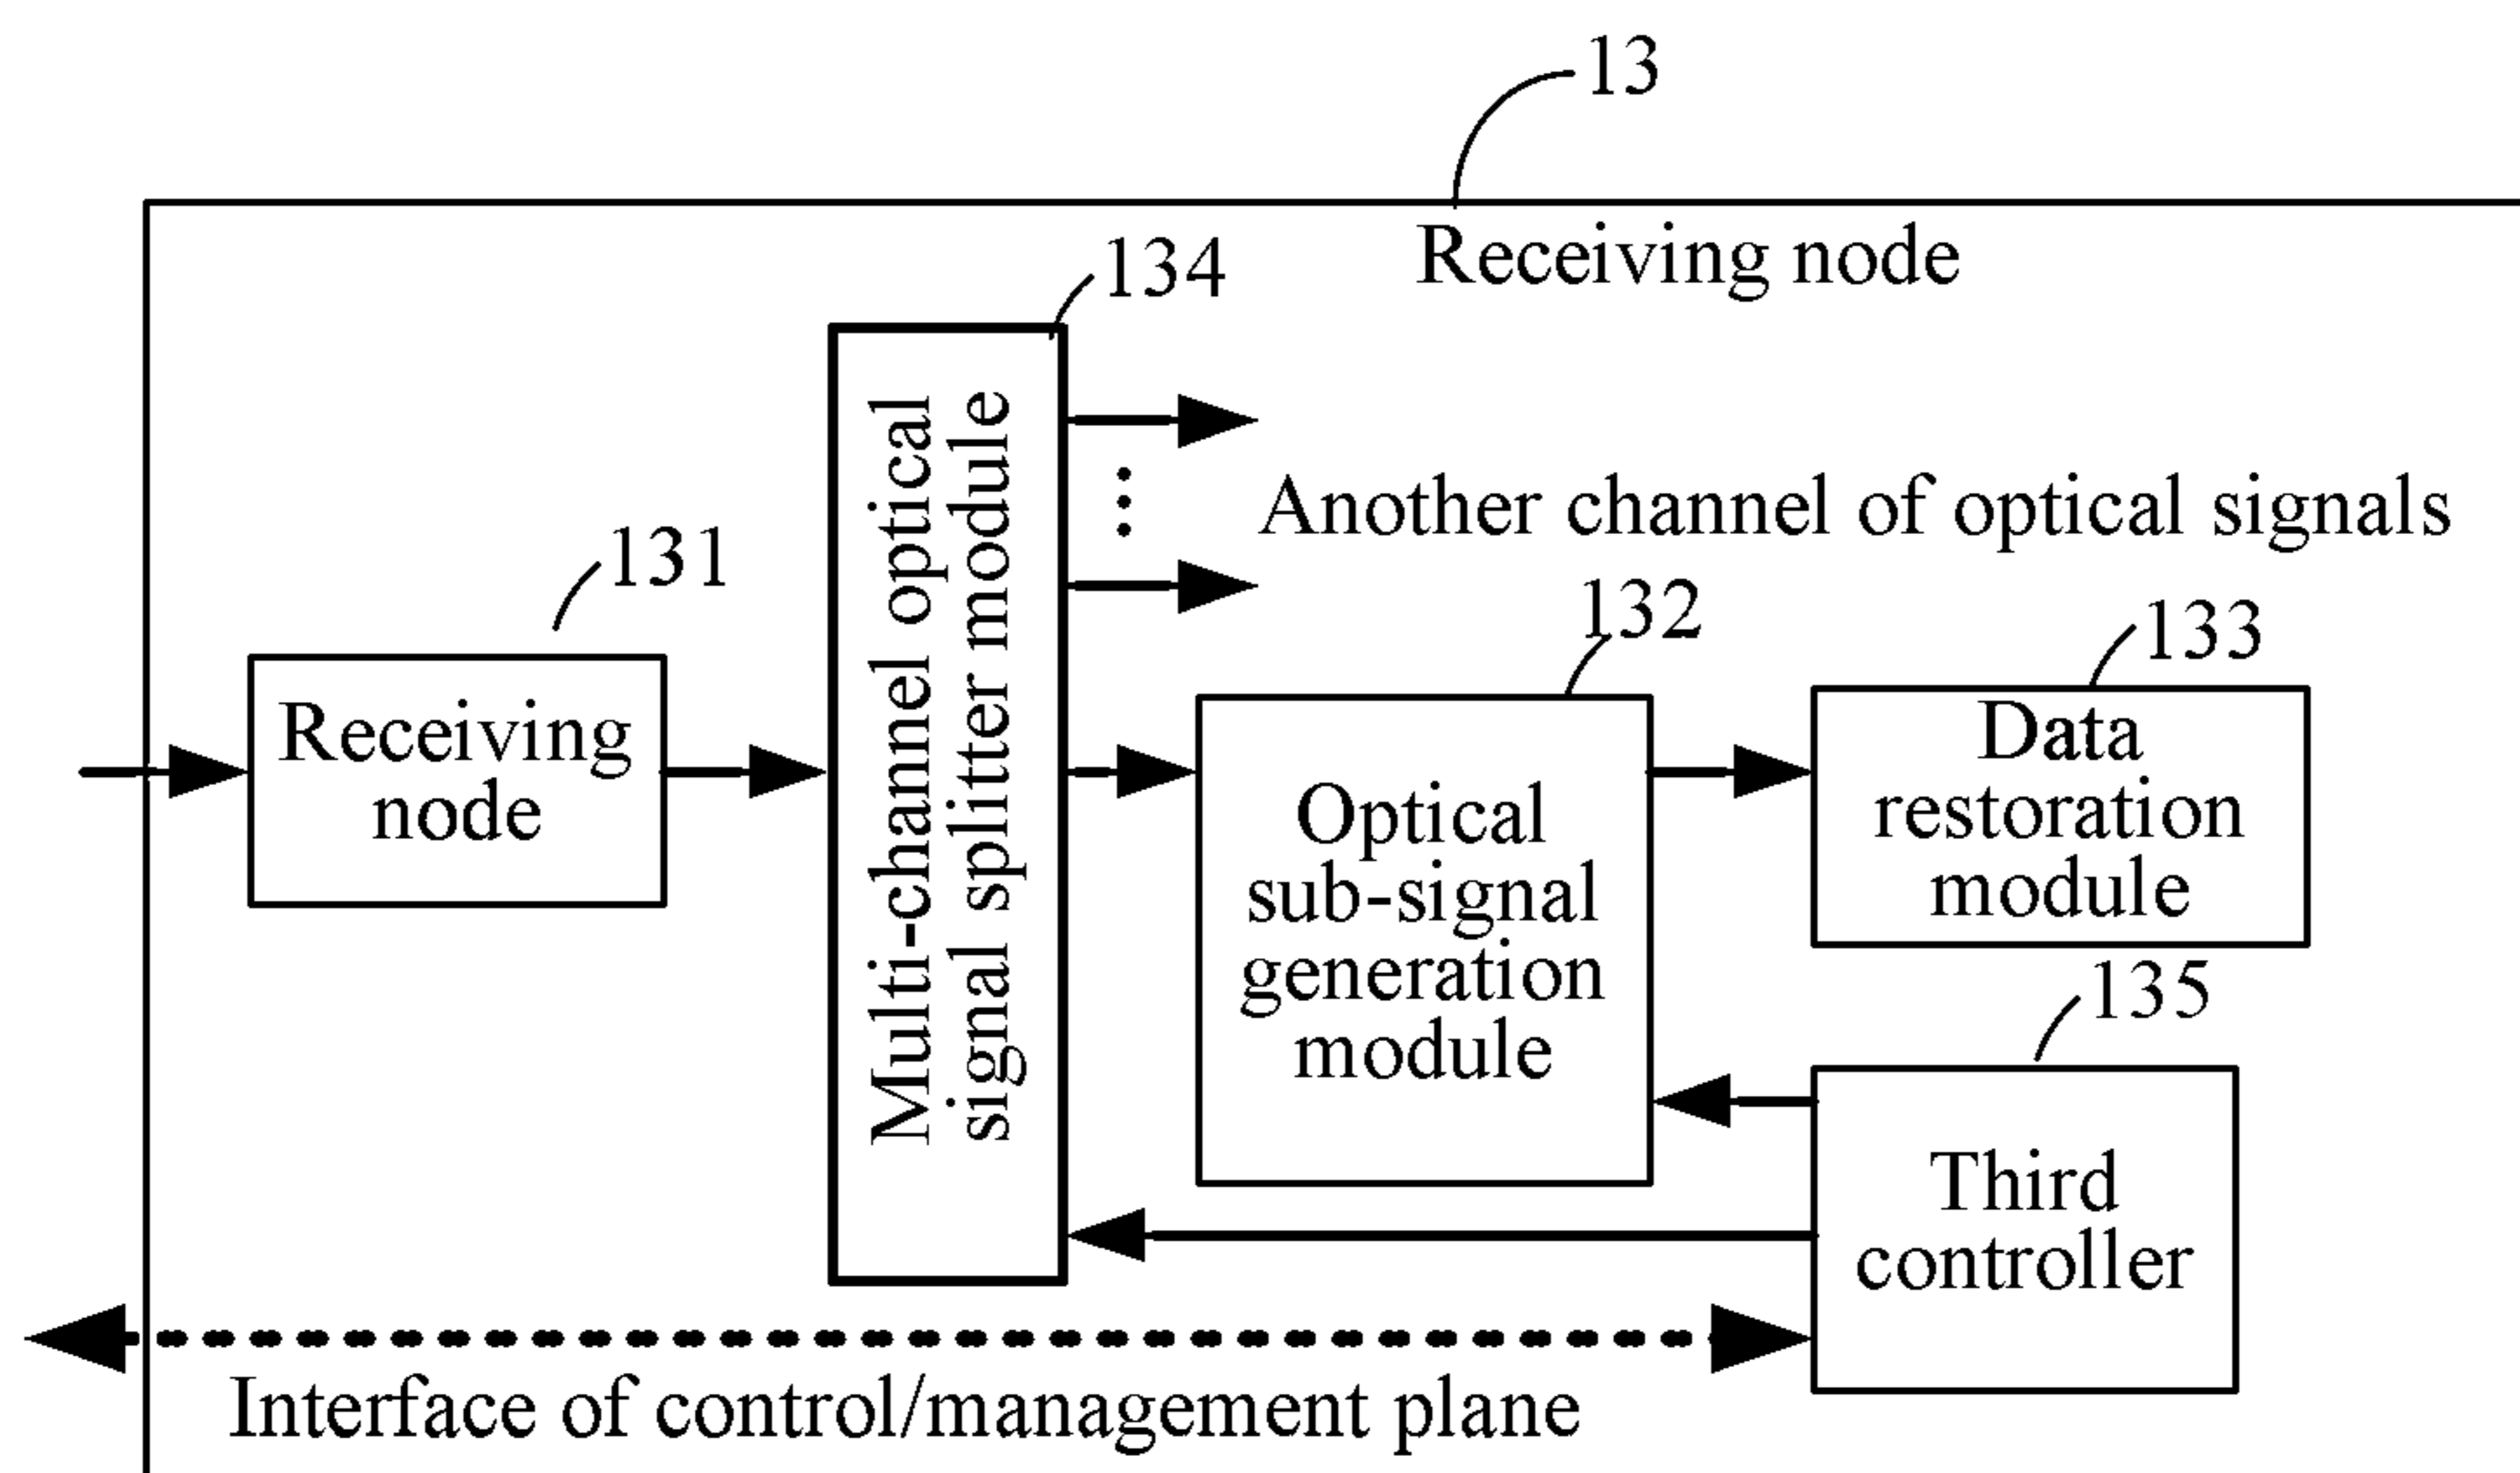 13
Receiving node
134
Multi-channel optical
signal splitter module
Another channel of optical signals
131
Receiving
node
132
Optical
sub-signal
generation
module
133
Data
restoration
module
135
Third
controller
Interface of control/management plane